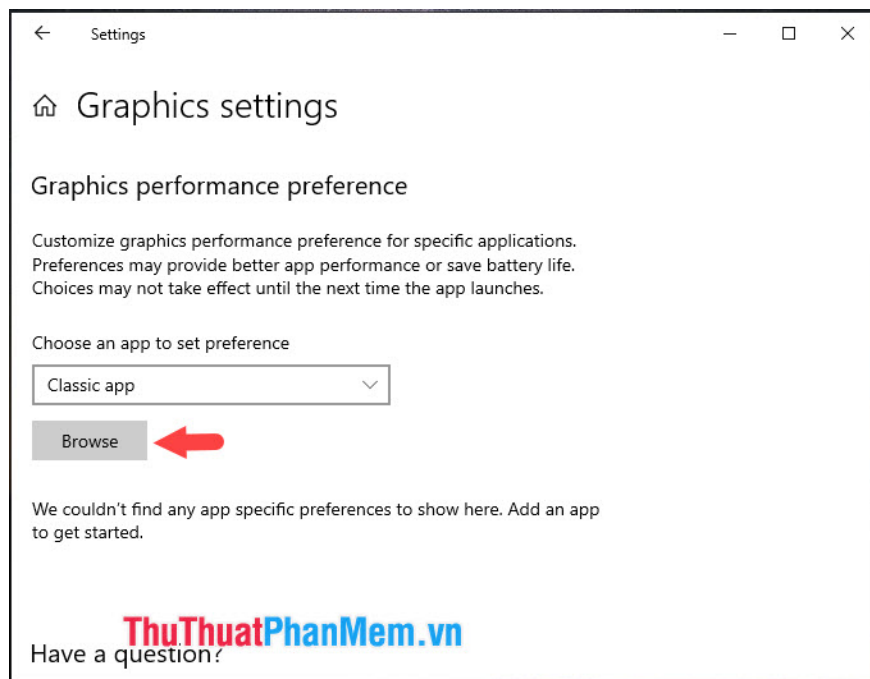 Settings
Graphics settings
Graphics performance preference
Customize graphics performance preference for specific applications.
Preferences may provide better app performance or save battery life.
Choices may not take effect until the next time the app launches.
Choose an app to set preference
Classic app
Browse
We couldn't find any app specific preferences to show here. Add an app
to get started.
ThuThuatPhanMem.vn
Have a question?